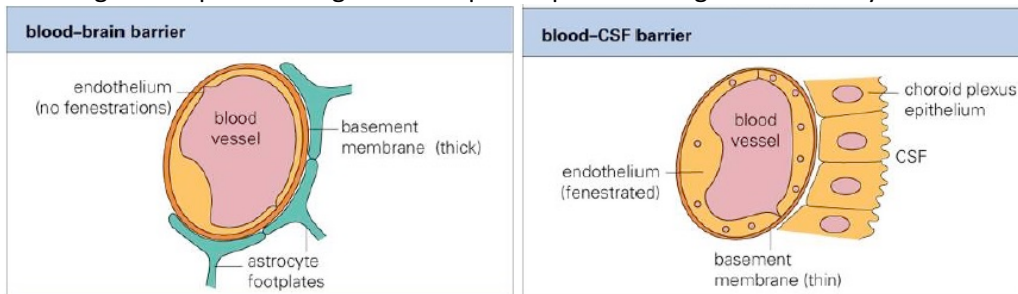 blood–brain barrier
endothelium
(no fenestrations)
blood
vessel
basement
membrane (thick)
astrocyte
footplates
blood–CSF barrier
choroid plexus
epithelium
blood
vessel
CSF
endothelium
(fenestrated)
basement
membrane (thin)